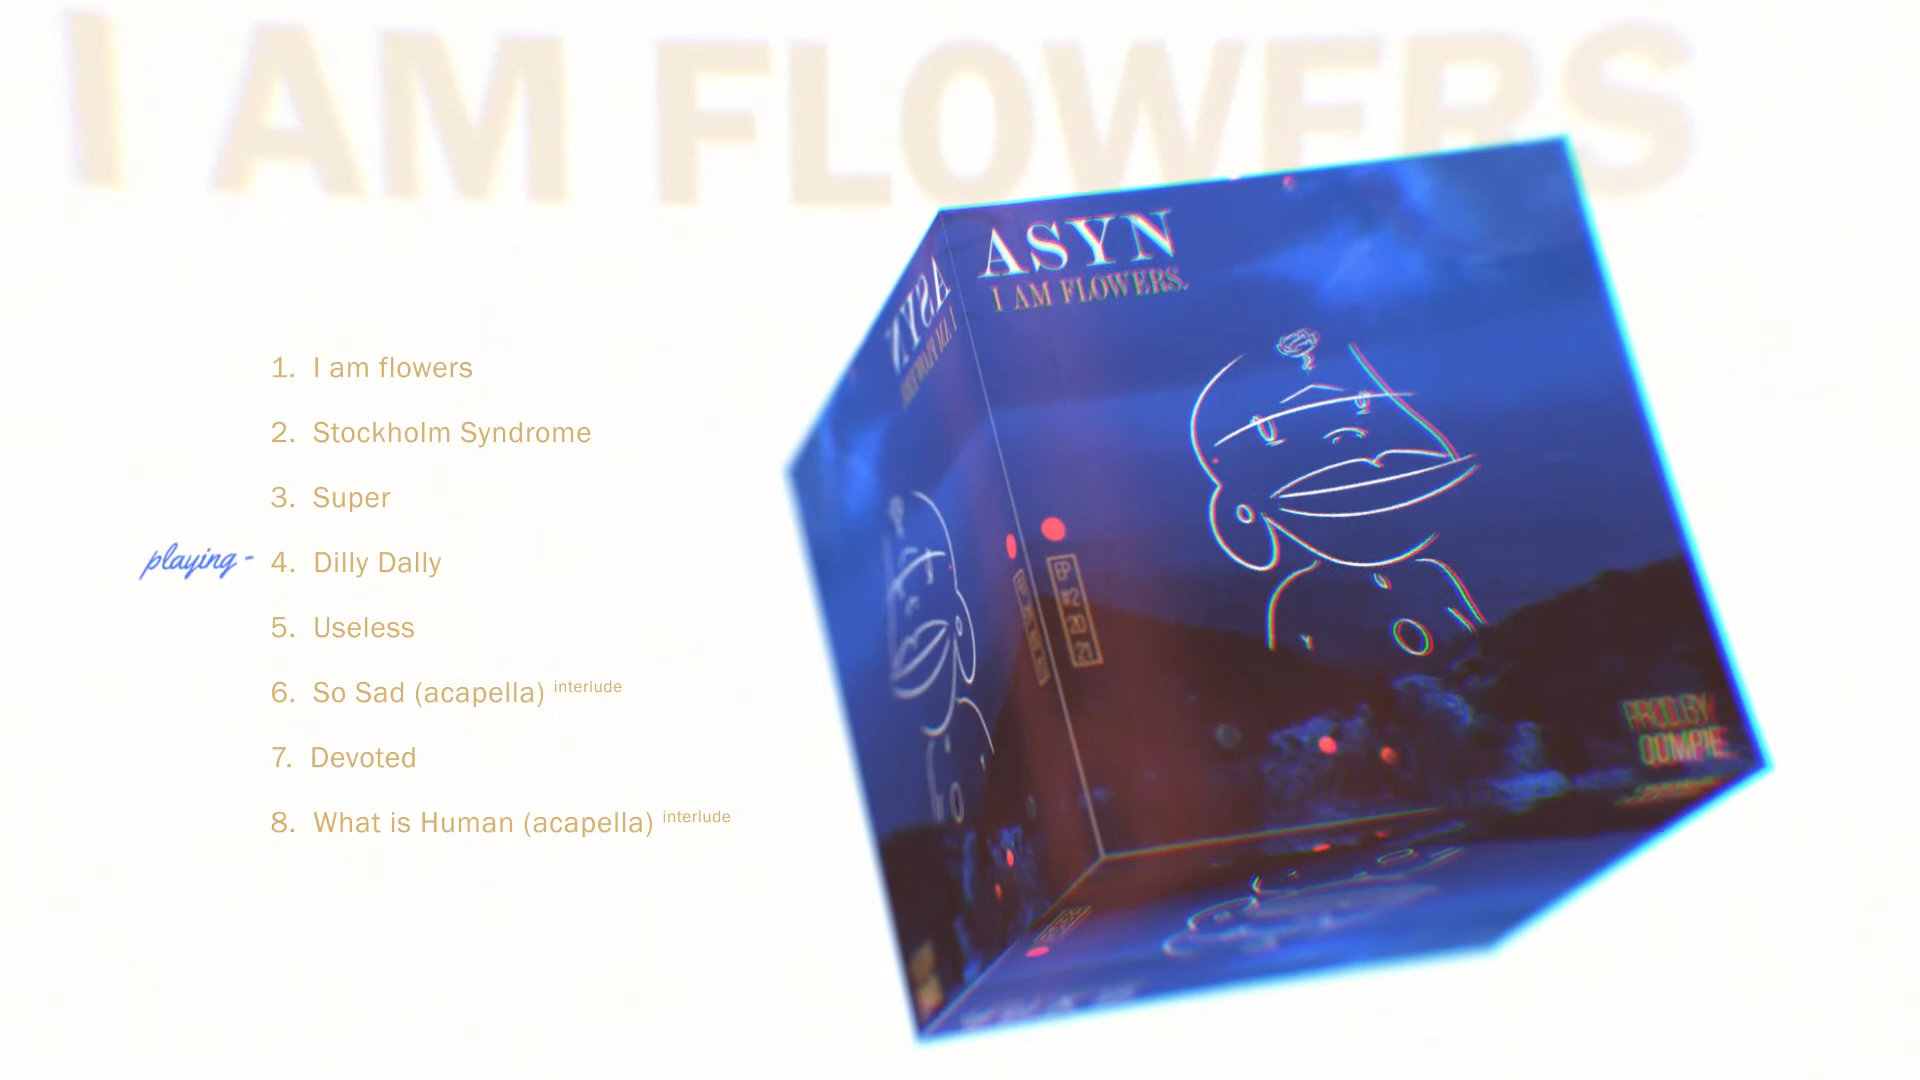 I AM FLOWERS
ASYN
I AM FLOWERS.
ASYN
1. I am flowers
2. Stockholm Syndrome
3. Super
playing - 4. Dilly Dally
5. Useless
6. So Sad (acapella) interlude
7. Devoted
8. What is Human (acapella) interlude
PROD.BY/
OOMPIE.